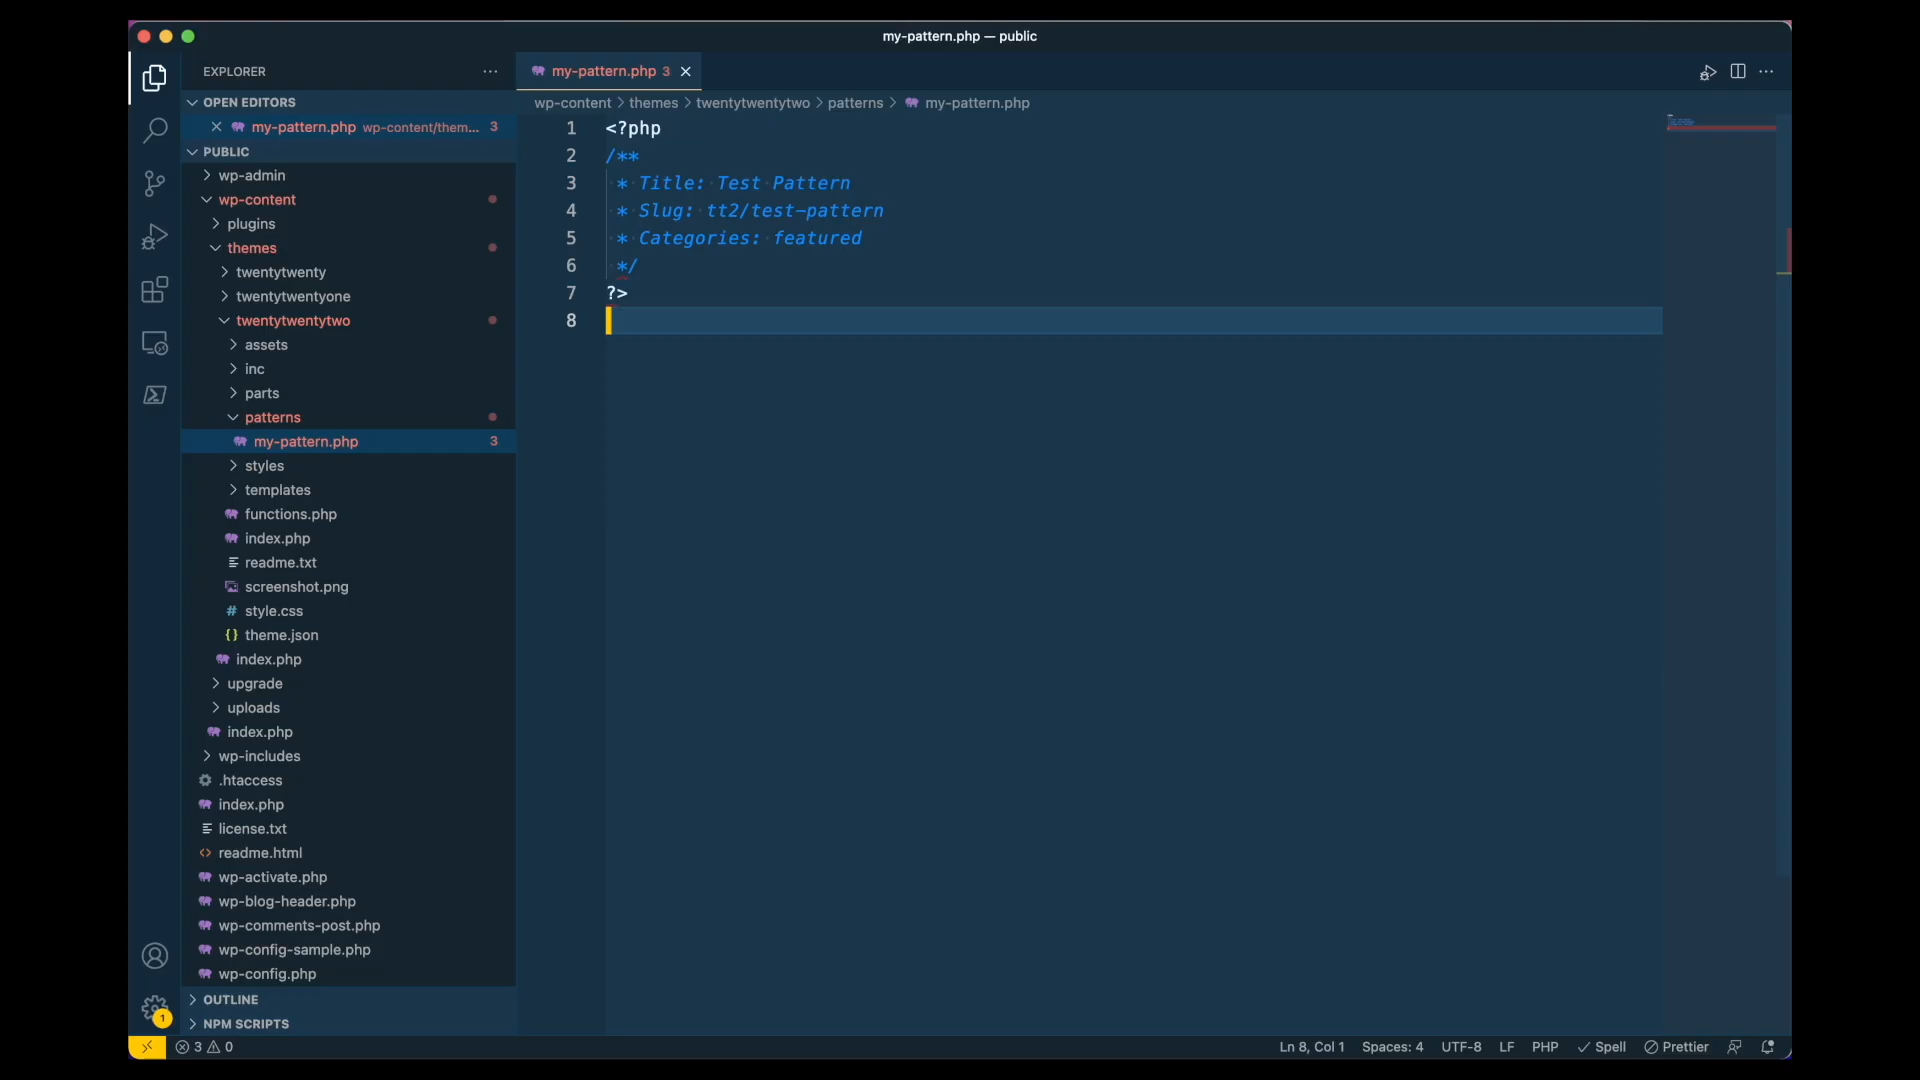 my-pattern.php — public
EXPLORER
my-pattern.php 3
OPEN EDITORS
my-pattern.php wp-content/them... 3
PUBLIC
wp-admin
wp-content
plugins
themes
twentytwenty
twentytwentyone
twentytwentytwo
assets
inc
parts
patterns
my-pattern.php 3
styles
templates
functions.php
index.php
readme.txt
screenshot.png
# style.css
{} theme.json
index.php
upgrade
uploads
index.php
wp-includes
.htaccess
index.php
license.txt
<> readme.html
wp-activate.php
wp-blog-header.php
wp-comments-post.php
wp-config-sample.php
wp-config.php
OUTLINE
NPM SCRIPTS
1
wp-content > themes > twentytwentytwo > patterns > my-pattern.php
1 <?php
2 /**
3 * Title: Test Pattern
4 * Slug: tt2/test-pattern
5 * Categories: featured
6 */
7 ?>
8
3 0
Ln 8, Col 1 Spaces: 4 UTF-8 LF PHP Spell Prettier